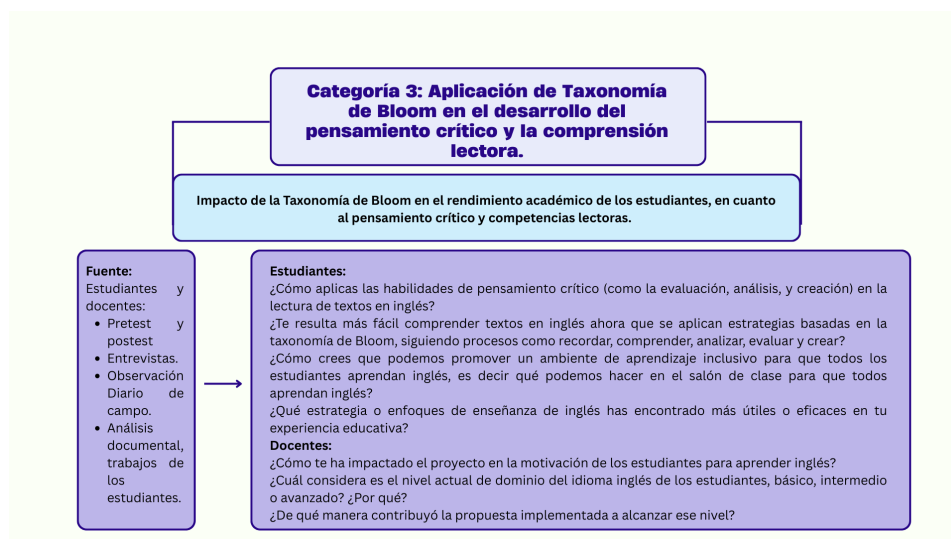 Categoría 3: Aplicación de Taxonomía
de Bloom en el desarrollo del
pensamiento crítico y la comprensión
lectora.
Impacto de la Taxonomía de Bloom en el rendimiento académico de los estudiantes, en cuanto
al pensamiento crítico y competencias lectoras.
Fuente:
Estudiantes y
docentes:
• Pretest y
postest
• Entrevistas.
• Observación
Diario de
campo.
• Análisis
documental,
trabajos de
los
estudiantes.
Estudiantes:
¿Cómo aplicas las habilidades de pensamiento crítico (como la evaluación, análisis, y creación) en la
lectura de textos en inglés?
¿Te resulta más fácil comprender textos en inglés ahora que se aplican estrategias basadas en la
taxonomía de Bloom, siguiendo procesos como recordar, comprender, analizar, evaluar y crear?
¿Cómo crees que podemos promover un ambiente de aprendizaje inclusivo para que todos los
estudiantes aprendan inglés, es decir qué podemos hacer en el salón de clase para que todos
aprendan inglés?
¿Qué estrategia o enfoques de enseñanza de inglés has encontrado más útiles o eficaces en tu
experiencia educativa?
Docentes:
¿Cómo te ha impactado el proyecto en la motivación de los estudiantes para aprender inglés?
¿Cuál considera es el nivel actual de dominio del idioma inglés de los estudiantes, básico, intermedio
o avanzado? ¿Por qué?
¿De qué manera contribuyó la propuesta implementada a alcanzar ese nivel?